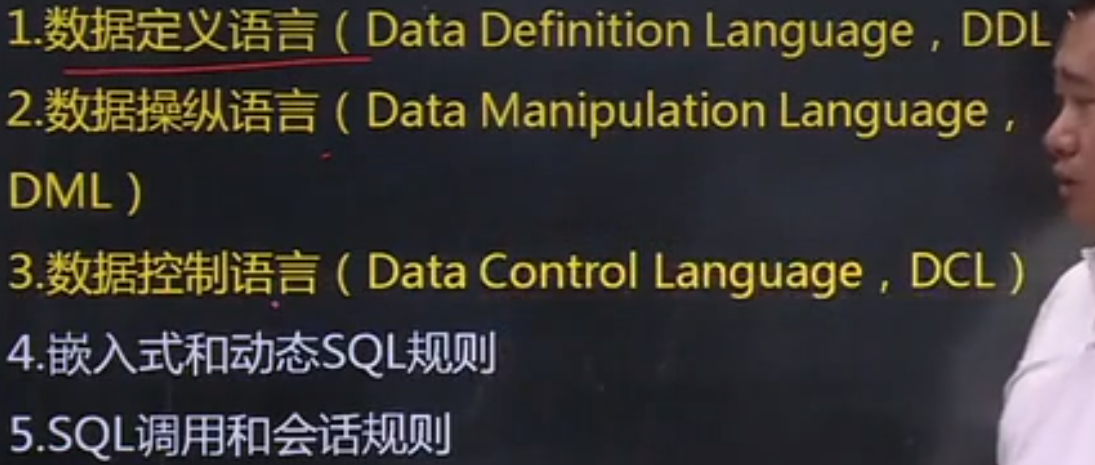 1.数据定义语言（Data Definition Language，DDL
2.数据操纵语言（Data Manipulation Language，
DML）
3.数据控制语言（Data Control Language，DCL）
4.嵌入式和动态SQL规则
5.SQL调用和会话规则